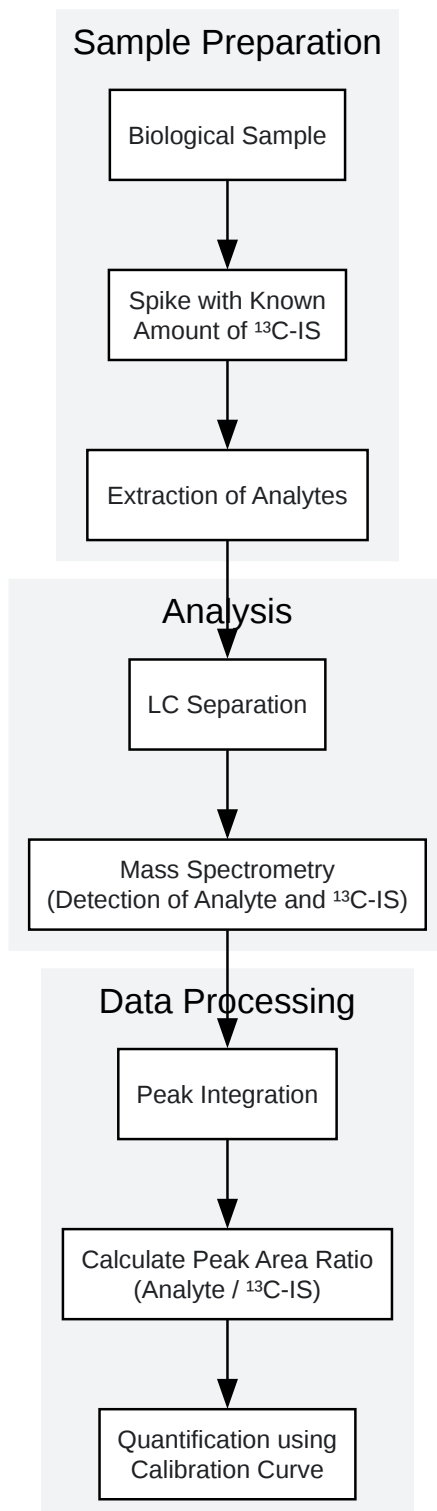 Sample Preparation
Biological Sample
Spike with Known
Amount of ¹³C-IS
Extraction of Analytes
Analysis
LC Separation
Mass Spectrometry
(Detection of Analyte and ¹³C-IS)
Data Processing
Peak Integration
Calculate Peak Area Ratio
(Analyte / ¹³C-IS)
Quantification using
Calibration Curve